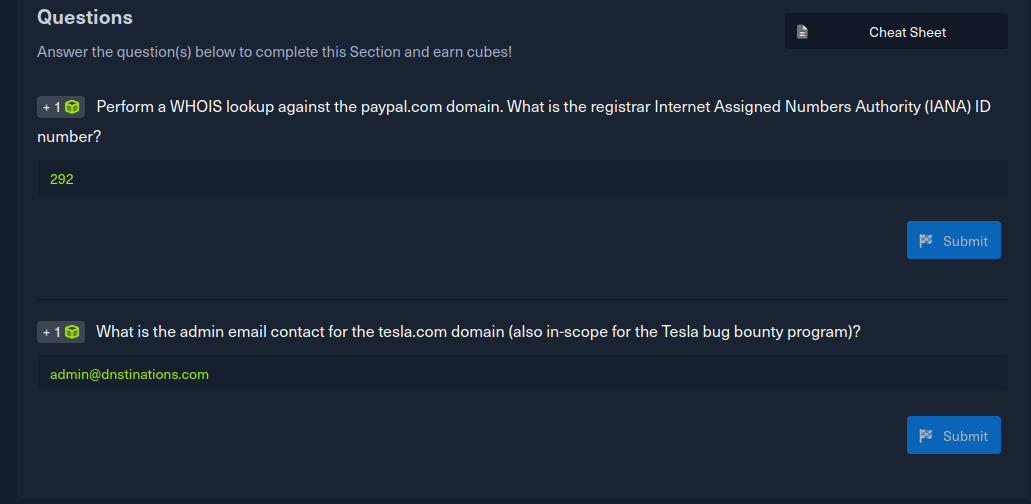 Questions
Cheat Sheet
Answer the question(s) below to complete this Section and earn cubes!
+ 1 Perform a WHOIS lookup against the paypal.com domain. What is the registrar Internet Assigned Numbers Authority (IANA) ID
number?
292
Submit
+ 1 What is the admin email contact for the tesla.com domain (also in-scope for the Tesla bug bounty program)?
admin@dnstinations.com
Submit